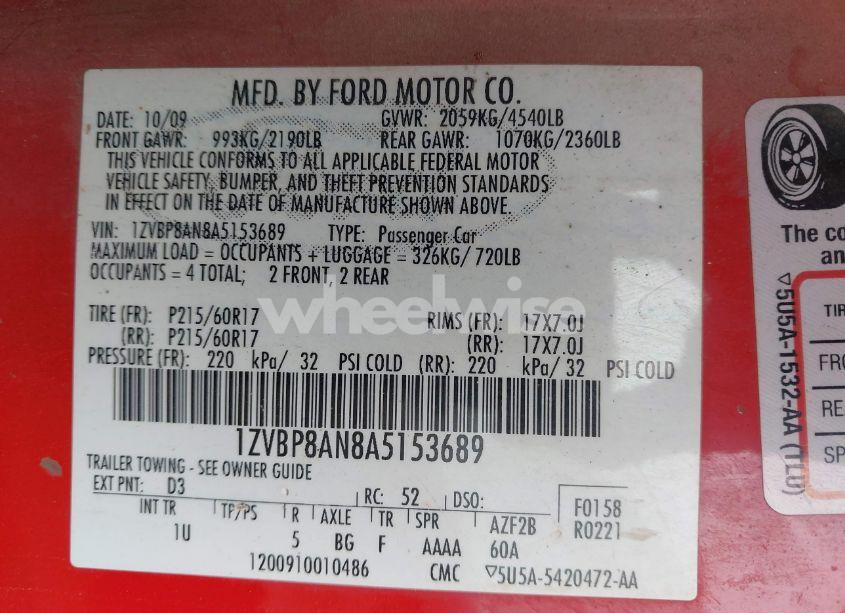 MFD. BY FORD MOTOR CO.
DATE: 10/09 GVWR: 2059KG/4540LB
FRONT GAWR: 993KG/2190LB REAR GAWR: 1070KG/2360LB
THIS VEHICLE CONFORMS TO ALL APPLICABLE FEDERAL MOTOR
VEHICLE SAFETY, BUMPER, AND THEFT PREVENTION STANDARDS
IN EFFECT ON THE DATE OF MANUFACTURE SHOWN ABOVE.
VIN: 1ZVBP8AN8A5153689 TYPE: Passenger Car
MAXIMUM LOAD = OCCUPANTS + LUGGAGE = 326KG/ 720LB
OCCUPANTS = 4 TOTAL; 2 FRONT, 2 REAR
wheelwise
TIRE (FR): P215/60R17 RIMS (FR): 17X7.0J
(RR): P215/60R17 (RR): 17X7.0J
PRESSURE (FR): 220 kPa/ 32 PSI COLD (RR): 220 kPa/ 32 PSI COLD
1ZVBP8AN8A5153689
TRAILER TOWING - SEE OWNER GUIDE
EXT PNT: D3 RC: 52 DSO: F0158
INT TR TP/PS R AXLE TR SPR AZF2B R0221
1U 5 BG F AAAA 60A
1200910010486 CMC ▽5U5A-5420472-AA
The co
an
▽5U5A-1532-AA (TLU)
TIR
FRO
RE
SP